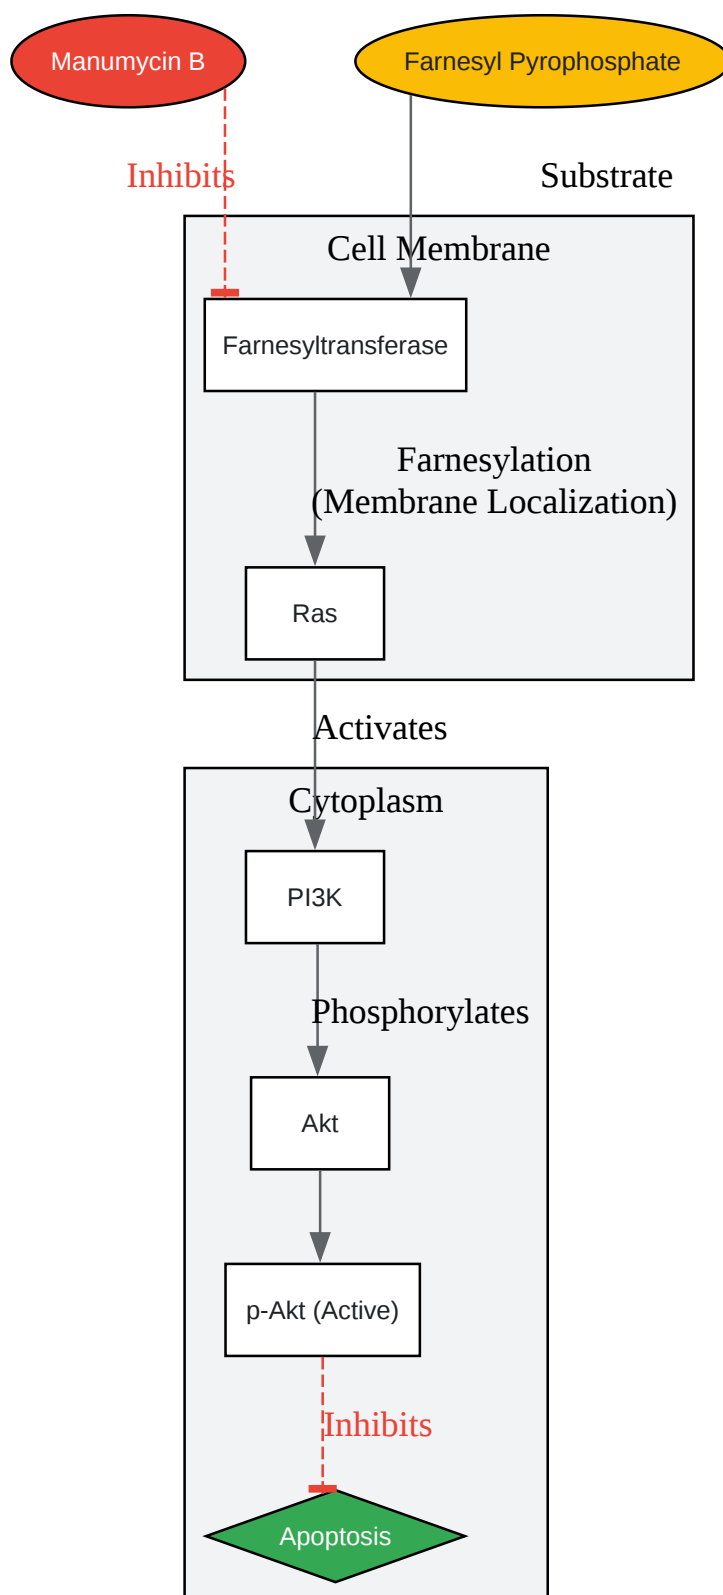 Manumycin B
Farnesyl Pyrophosphate
Inhibits
Substrate
Cell Membrane
Farnesyltransferase
Farnesylation
(Membrane Localization)
Ras
Activates
Cytoplasm
PI3K
Phosphorylates
Akt
p-Akt (Active)
Inhibits
Apoptosis